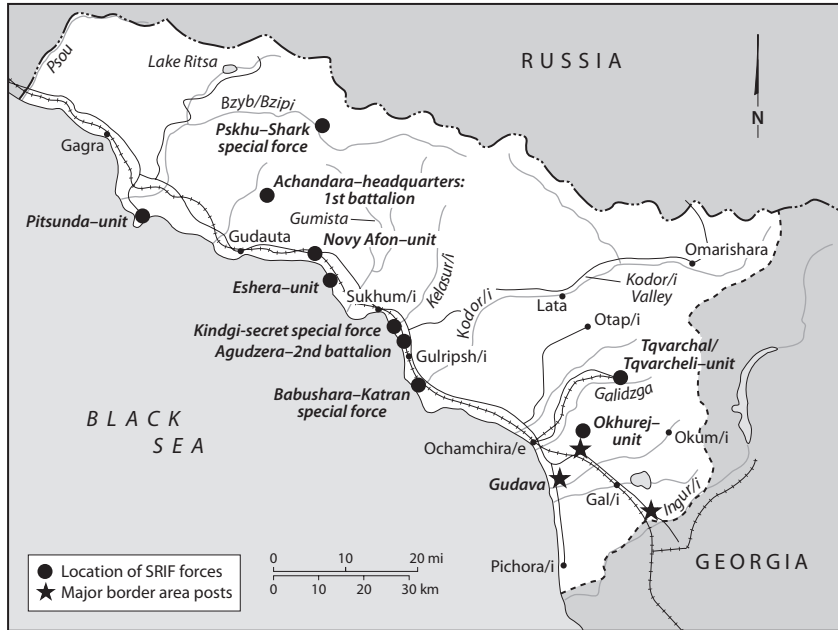 RUSSIA
Psou
Lake Ritsa
N
Bzyb/Bzipi
Pskhu–Shark
special force
Gagra
Achandara–headquarters:
1st battalion
Gumista
Pitsunda–unit
Gudauta
Novy Afon–unit
Omarishara
Kelasur/i
Eshera–unit
Kodor/i
Valley
Sukhum/i
Kodor/i
Lata
Kindgi-secret special force
Otap/i
Agudzera–2nd battalion
Gulripsh/i
Tqvarchal/
Tqvarcheli–unit
Babushara–Katran
special force
Galidzga
BLACK
SEA
Okhurej–
unit
Ochamchira/e
Okum/i
Gudava
Gal/i
Ingur/i
GEORGIA
Pichora/i
Location of SRIF forces
Major border area posts
0 10 20 mi
0 10 20 30 km